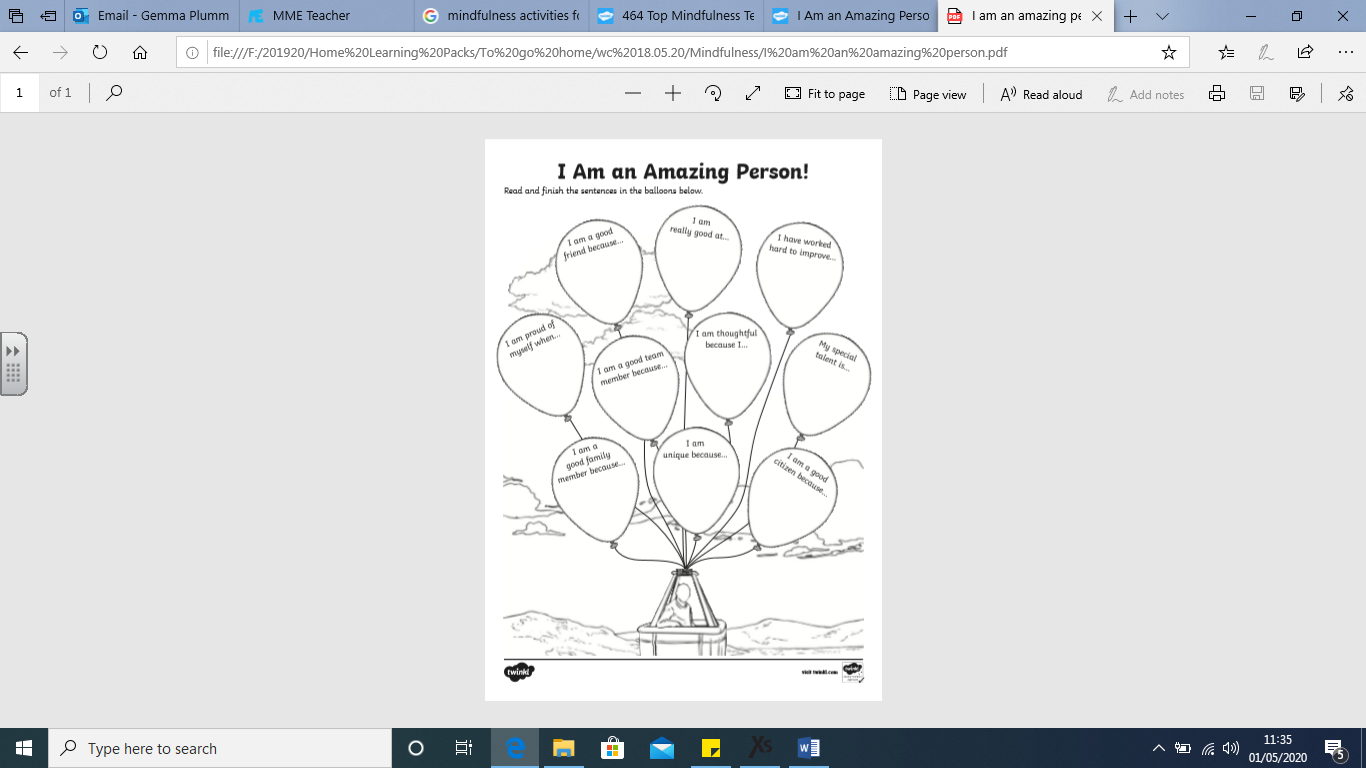 Email - Gemma Plumm
MME Teacher
mindfulness activities fo
464 Top Mindfulness Te
I Am an Amazing Perso
I am an amazing pe
file:///F:/201920/Home%20Learning%20Packs/To%20go%20home/wc%2018.05.20/Mindfulness/I%20am%20an%20amazing%20person.pdf
1
of 1
Fit to page
Page view
Read aloud
Add notes
I Am an Amazing Person!
Read and finish the sentences in the balloons below.
I am a good
friend because...
I am
really good at...
I have worked
hard to improve...
I am proud of
myself when...
I am a good team
member because...
I am thoughtful
because I...
My special
talent is...
I am a
good family
member because...
I am
unique because...
I am a good
citizen because...
twinkl
visit twinkl.com
Type here to search
11:35
01/05/2020
5